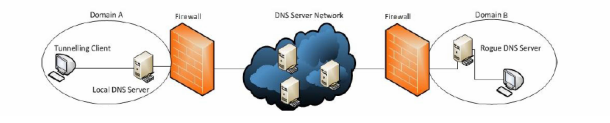 Domain A
Firewall
DNS Server Network
Firewall
Domain B
Tunnelling Client
Rogue DNS Server
Local DNS Server